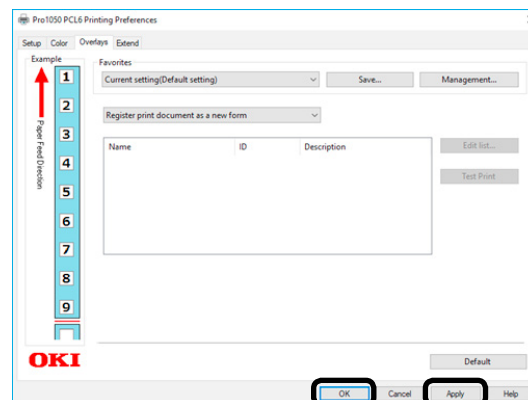 Pro1050 PCL6 Printing Preferences
Setup Color Overlays Extend
Example
1
2
3
4
5
6
7
8
9
Paper Feed Direction
OKI
Favorites
Current setting(Default setting)
Save...
Management...
Register print document as a new form
Name ID Description
Edit list...
Test Print
Default
OK Cancel Apply Help